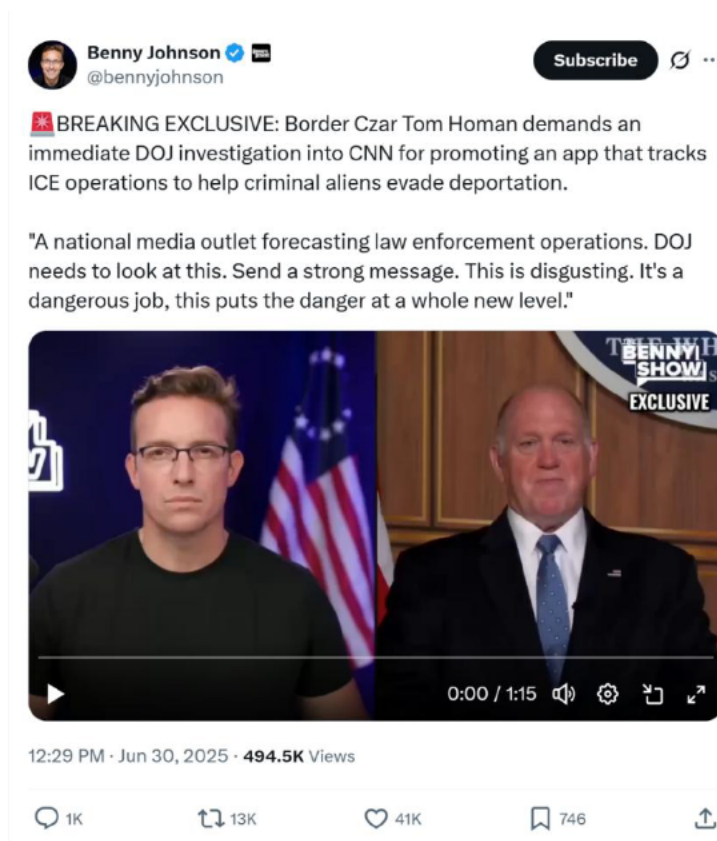 Benny Johnson
@bennyjohnson
Subscribe
BREAKING EXCLUSIVE: Border Czar Tom Homan demands an
immediate DOJ investigation into CNN for promoting an app that tracks
ICE operations to help criminal aliens evade deportation.
"A national media outlet forecasting law enforcement operations. DOJ
needs to look at this. Send a strong message. This is disgusting. It's a
dangerous job, this puts the danger at a whole new level."
BENNY
SHOW
EXCLUSIVE
0:00 / 1:15
12:29 PM · Jun 30, 2025 · 494.5K Views
1K
13K
41K
746